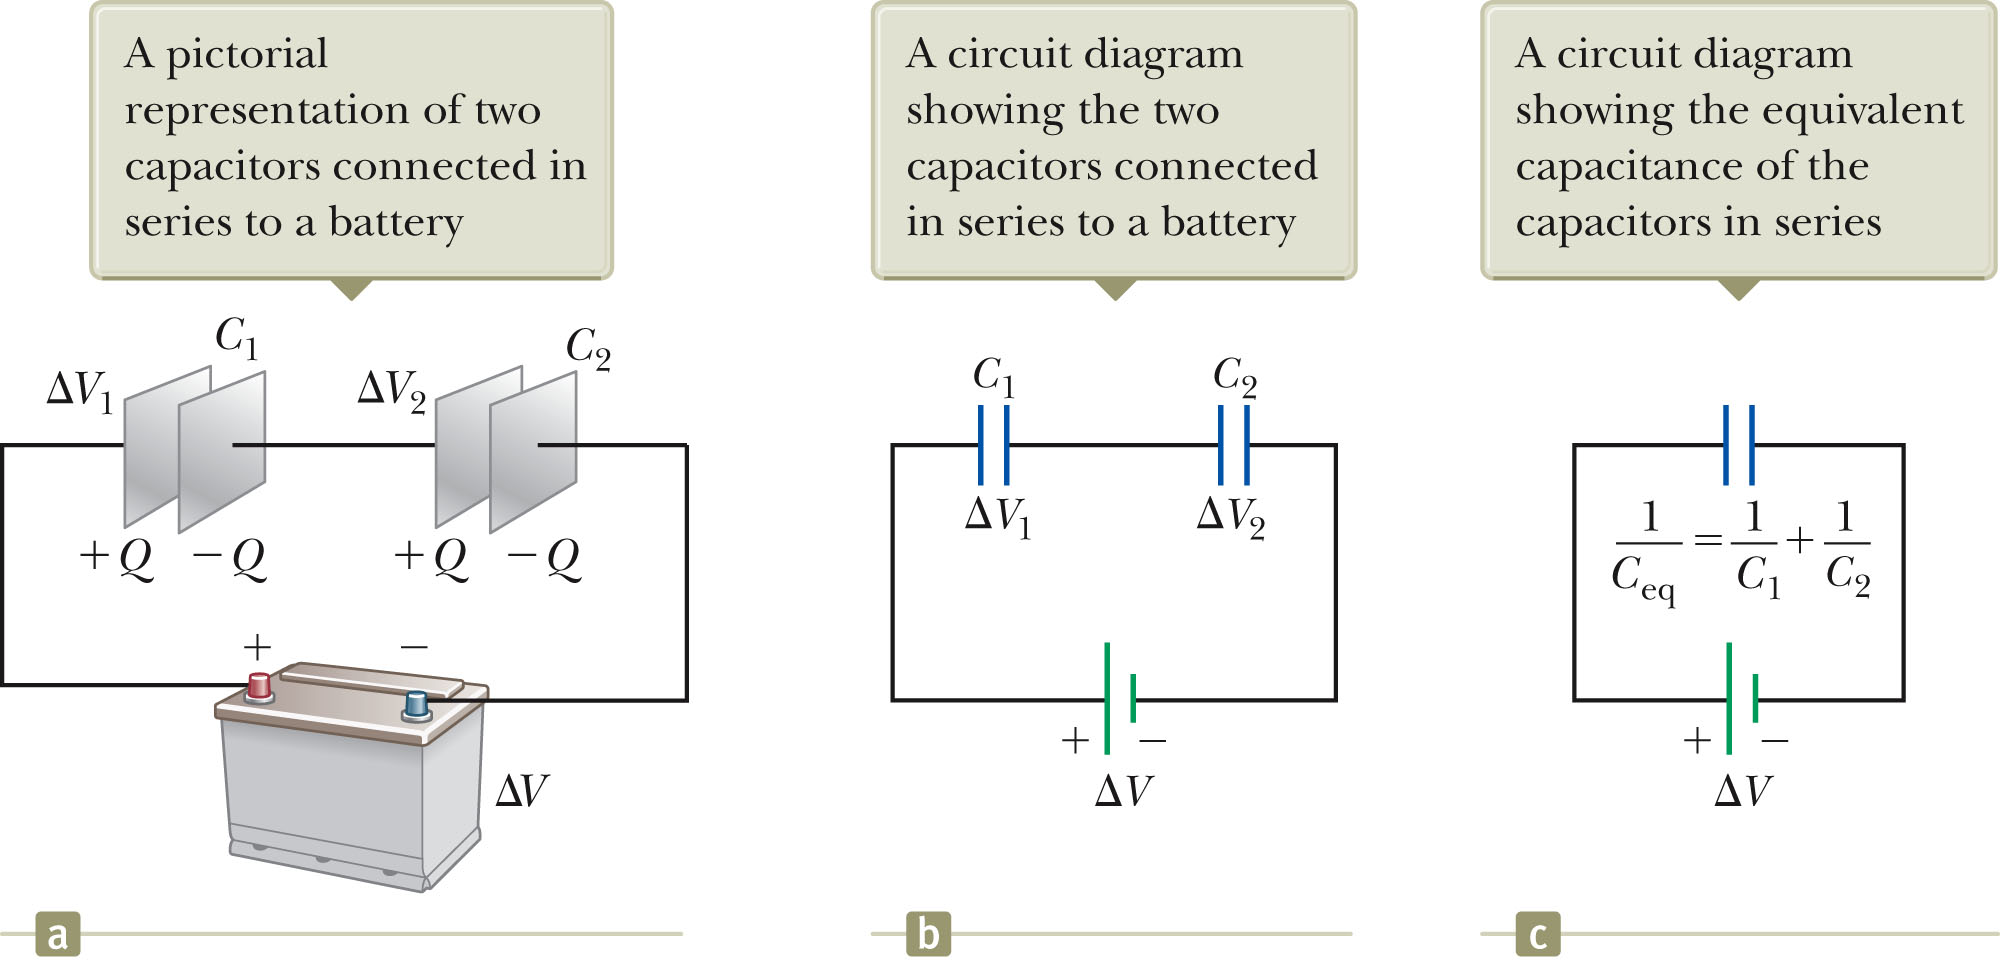 A pictorial
representation of two
capacitors connected in
series to a battery
C₁
C₂
ΔV₁
ΔV₂
+Q −Q
+Q −Q
+ −
ΔV
a
A circuit diagram
showing the two
capacitors connected
in series to a battery
C₁ C₂
ΔV₁ ΔV₂
+ −
ΔV
b
A circuit diagram
showing the equivalent
capacitance of the
capacitors in series
1/C_eq = 1/C₁ + 1/C₂
+ −
ΔV
c